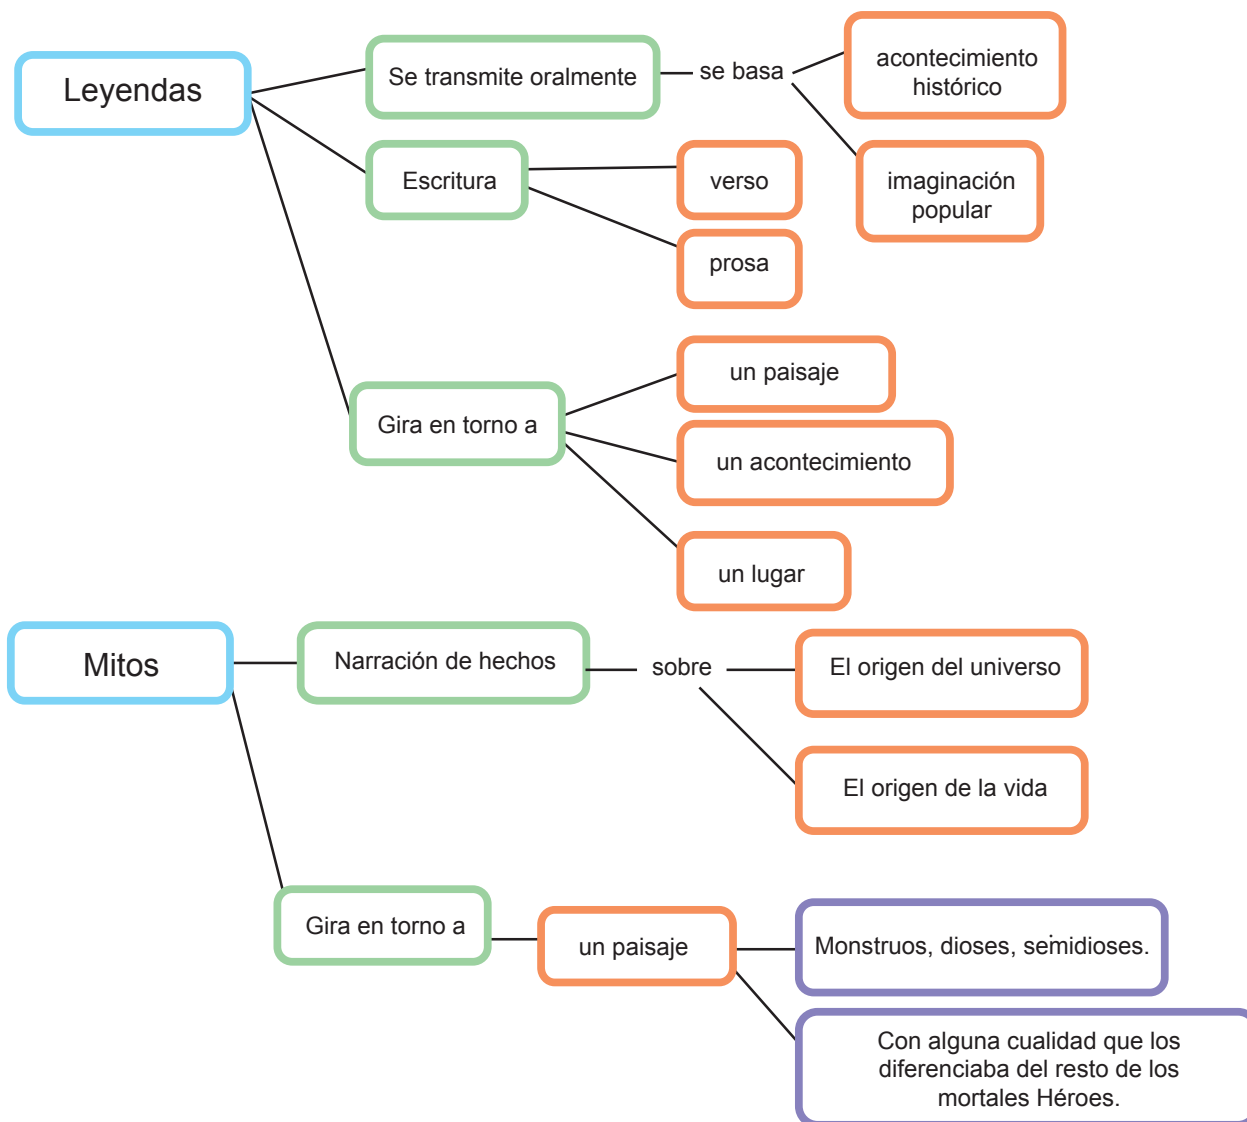 Leyendas
Se transmite oralmente
se basa
acontecimiento
histórico
imaginación
popular
Escritura
verso
prosa
Gira en torno a
un paisaje
un acontecimiento
un lugar
Mitos
Narración de hechos
sobre
El origen del universo
El origen de la vida
Gira en torno a
un paisaje
Monstruos, dioses, semidioses.
Con alguna cualidad que los
diferenciaba del resto de los
mortales Héroes.